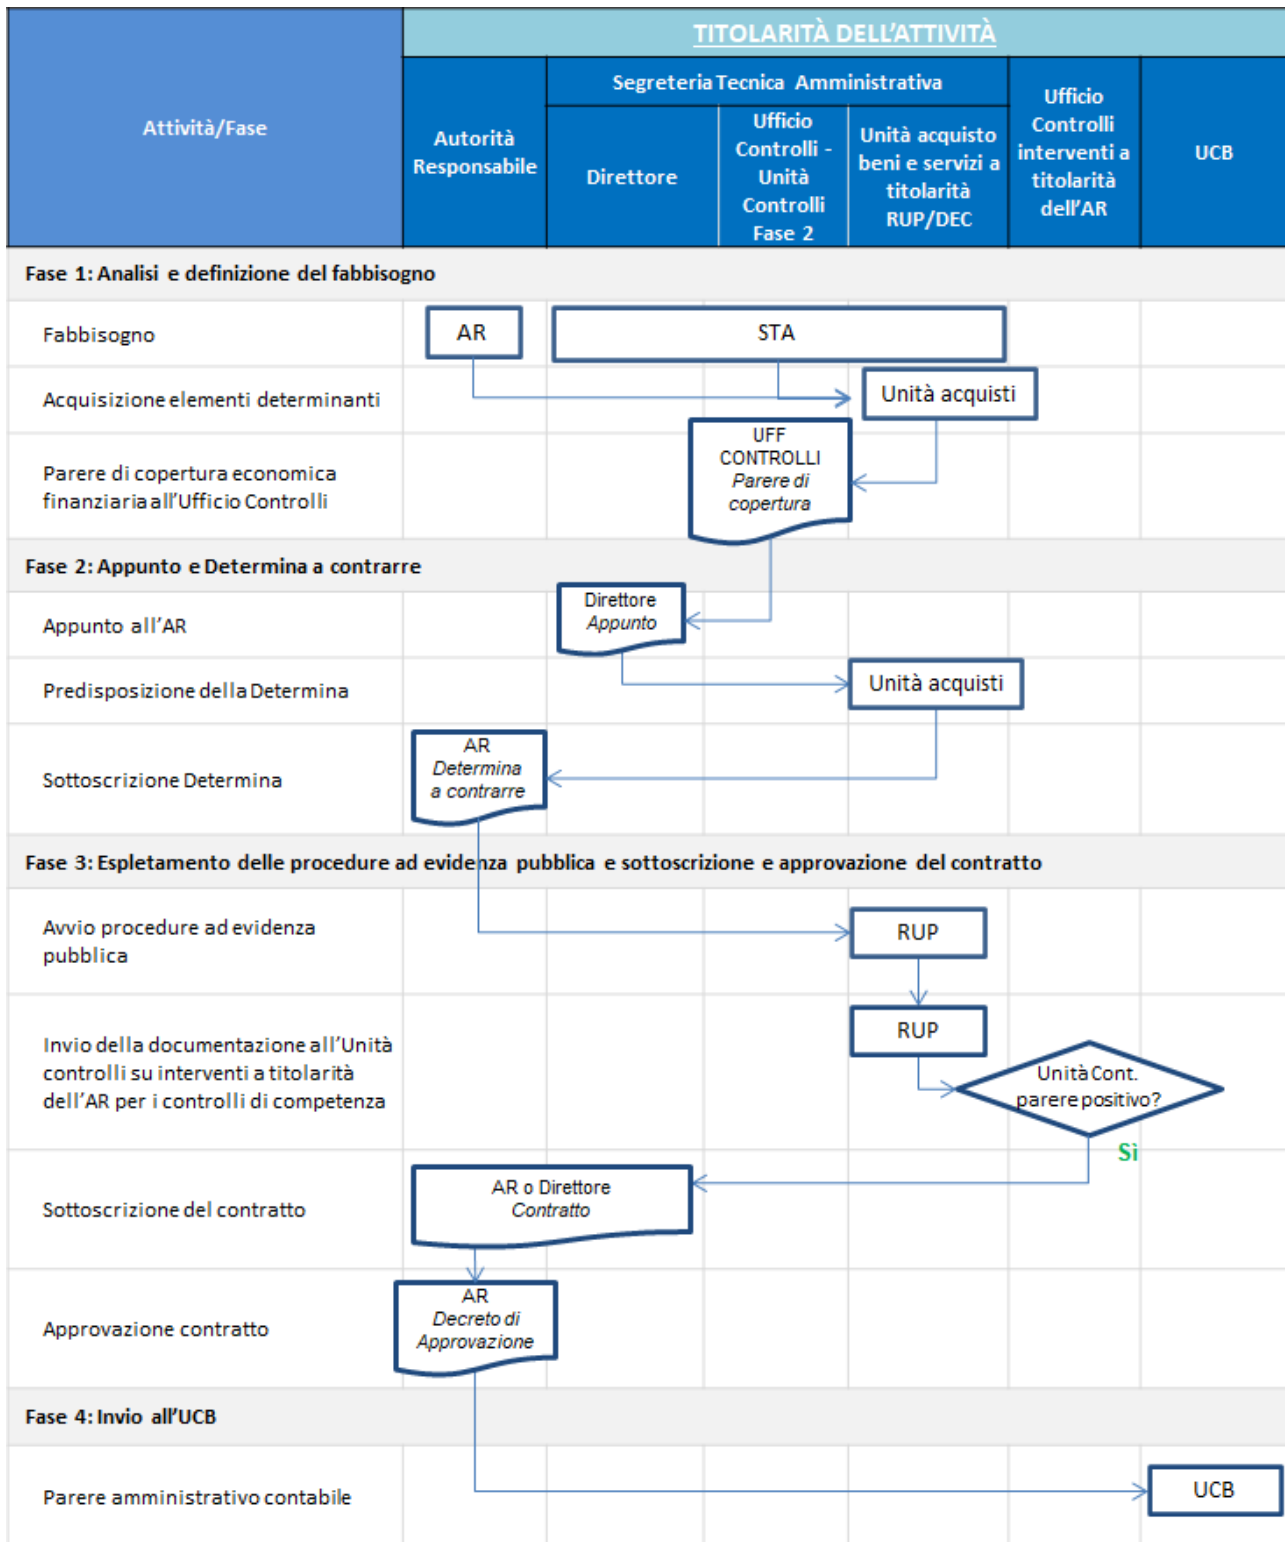 TITOLARITÀ DELL'ATTIVITÀ
Attività/Fase
Autorità
Responsabile
Segreteria Tecnica Amministrativa
Direttore
Ufficio
Controlli -
Unità
Controlli
Fase 2
Unità acquisto
beni e servizi a
titolarità
RUP/DEC
Ufficio
Controlli
interventi a
titolarità
dell'AR
UCB
Fase 1: Analisi e definizione del fabbisogno
Fabbisogno
AR
STA
Acquisizione elementi determinanti
Unità acquisti
Parere di copertura economica
finanziaria all'Ufficio Controlli
UFF
CONTROLLI
Parere di
copertura
Fase 2: Appunto e Determina a contrarre
Appunto all'AR
Direttore
Appunto
Predisposizione della Determina
Unità acquisti
Sottoscrizione Determina
AR
Determina
a contrarre
Fase 3: Espletamento delle procedure ad evidenza pubblica e sottoscrizione e approvazione del contratto
Avvio procedure ad evidenza
pubblica
RUP
Invio della documentazione all'Unità
controlli su interventi a titolarità
dell'AR per i controlli di competenza
RUP
Unità Cont.
parere positivo?
Sì
Sottoscrizione del contratto
AR o Direttore
Contratto
Approvazione contratto
AR
Decreto di
Approvazione
Fase 4: Invio all'UCB
Parere amministrativo contabile
UCB